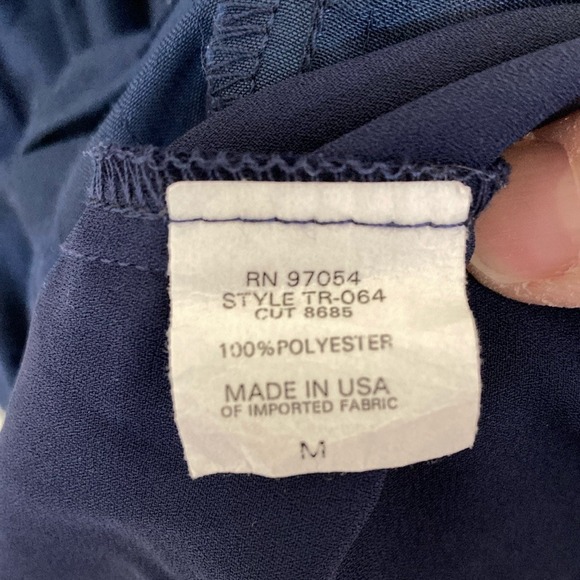 RN 97054
STYLE TR-064
CUT 8685
100%POLYESTER
MADE IN USA
OF IMPORTED FABRIC
M